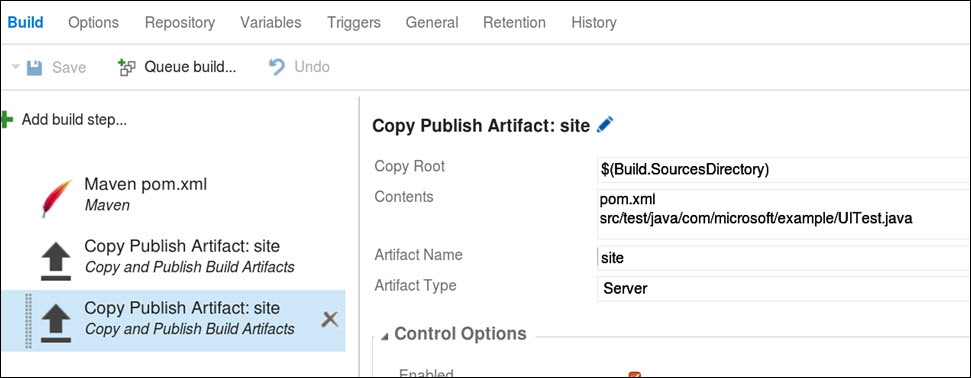 Build Options Repository Variables Triggers General Retention History
Save Queue build... Undo
Add build step...
Maven pom.xml
Maven
Copy Publish Artifact: site
Copy and Publish Build Artifacts
Copy Publish Artifact: site
Copy and Publish Build Artifacts
Copy Publish Artifact: site
Copy Root $(Build.SourcesDirectory)
Contents pom.xml
src/test/java/com/microsoft/example/UITest.java
Artifact Name site
Artifact Type Server
Control Options
Enabled